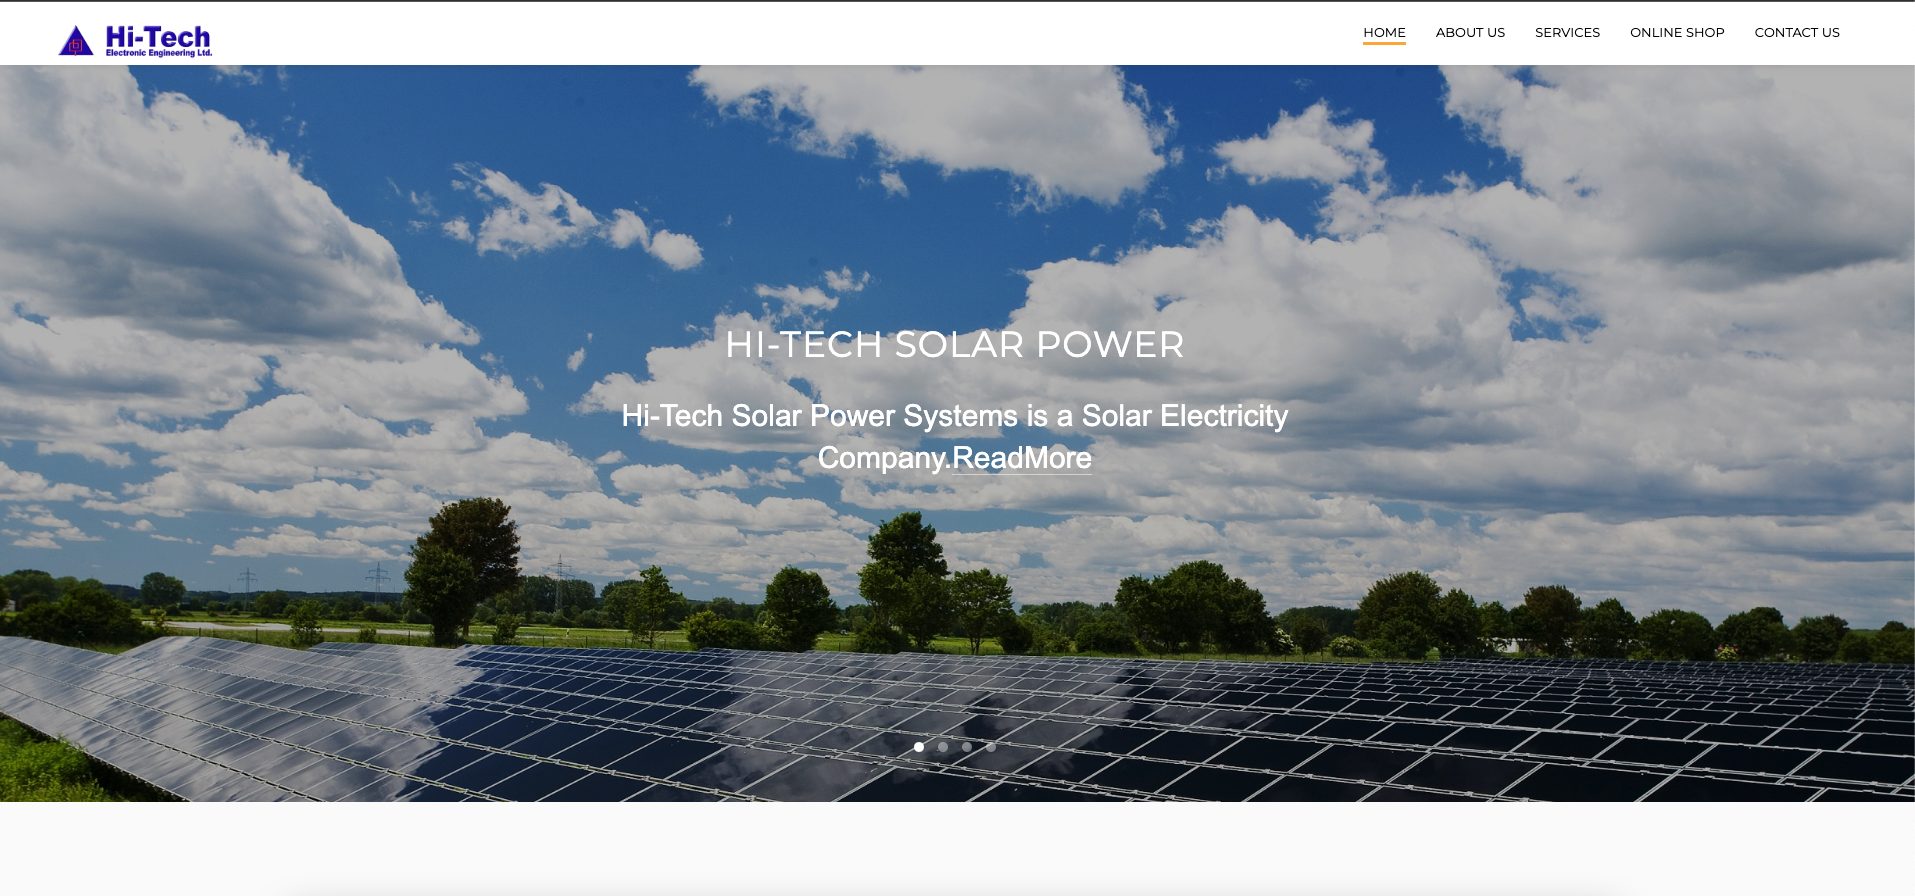 Hi-Tech
Electronic Engineering Ltd.
HOME ABOUT US SERVICES ONLINE SHOP CONTACT US
HI-TECH SOLAR POWER
Hi-Tech Solar Power Systems is a Solar Electricity
Company.ReadMore